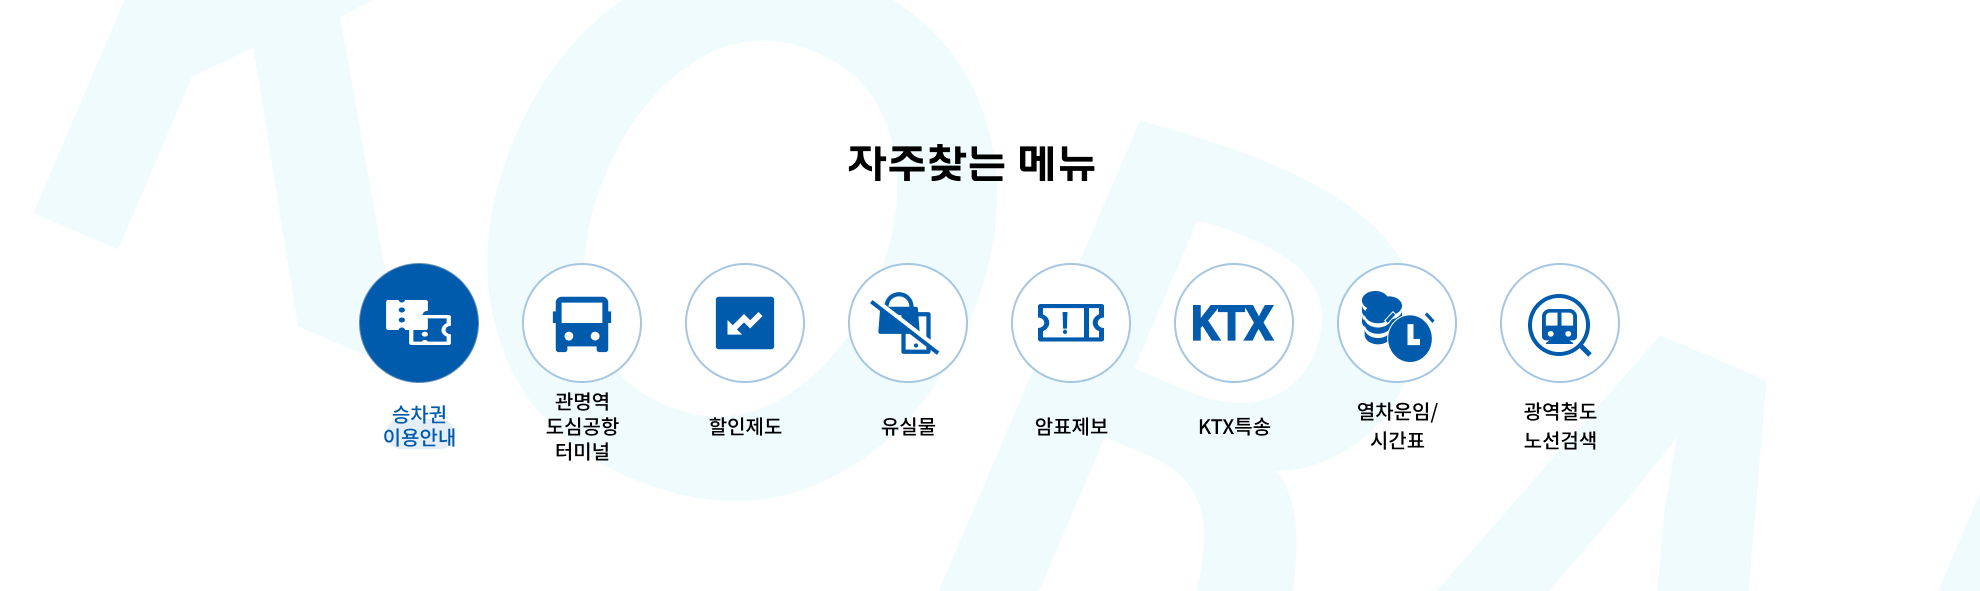 자주찾는 메뉴
KTX
승차권
이용안내
관명역
도심공항
터미널
할인제도
유실물
암표제보
KTX특송
열차운임/
시간표
광역철도
노선검색
KORA